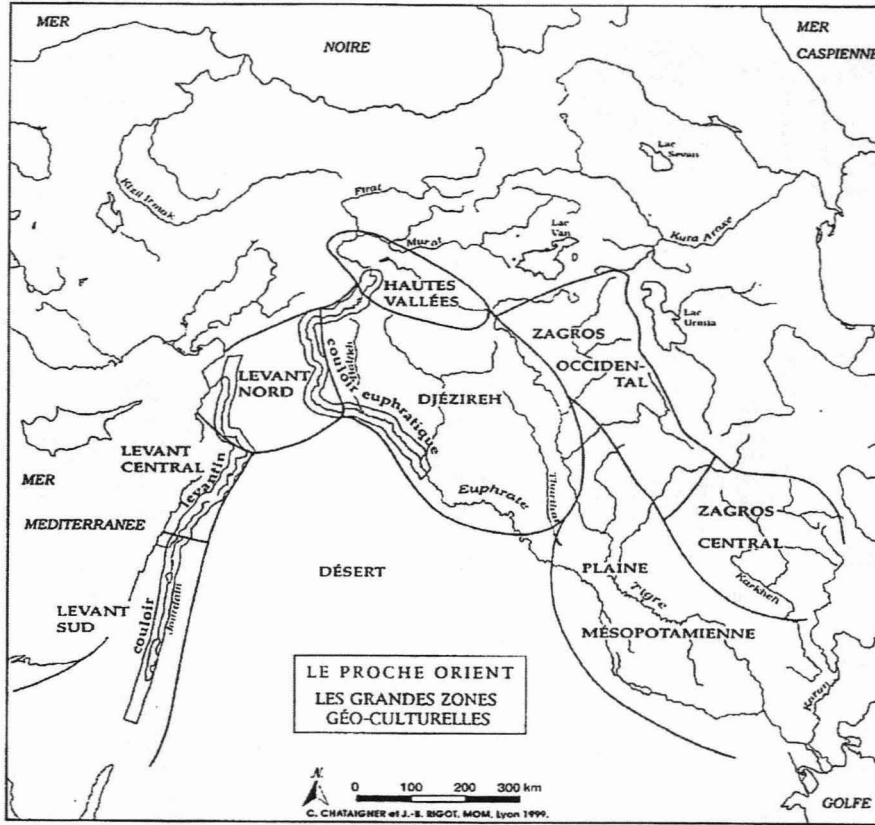 MER
NOIRE
MER
CASPIENNE
Lac
Sevan
Kizil Irmak
Firat
Murat
Lac
Van
Kura Araxe
HAUTES
VALLÉES
Lac
Urmia
ZAGROS
OCCIDEN-
TAL
LEVANT
NORD
couloir euphratique
DJÉZIREH
LEVANT
CENTRAL
levantin
MER
MEDITERRANEE
Euphrate
ZAGROS
CENTRAL
DÉSERT
PLAINE
Tigre
Karkheh
MÉSOPOTAMIENNE
LEVANT
SUD
couloir
Jourdain
Karun
LE PROCHE ORIENT
LES GRANDES ZONES
GÉO-CULTURELLES
N
0 100 200 300 km
C. CHATAIGNER et J.-B. RIGOT, MOM, Lyon 1999.
GOLFE